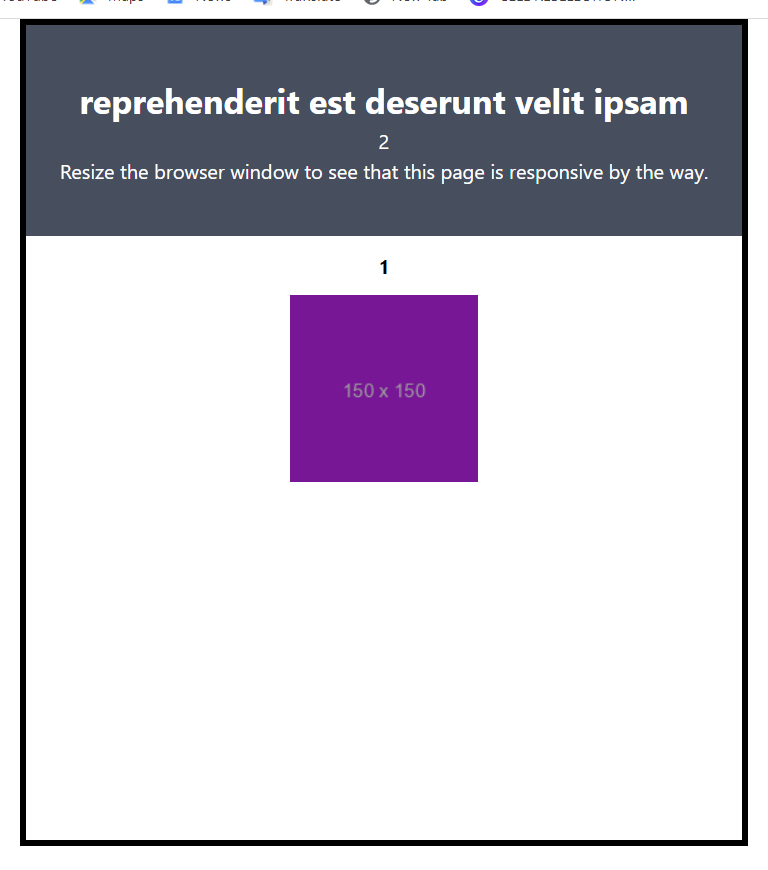 reprehenderit est deserunt velit ipsam
2
Resize the browser window to see that this page is responsive by the way.
1
150 x 150